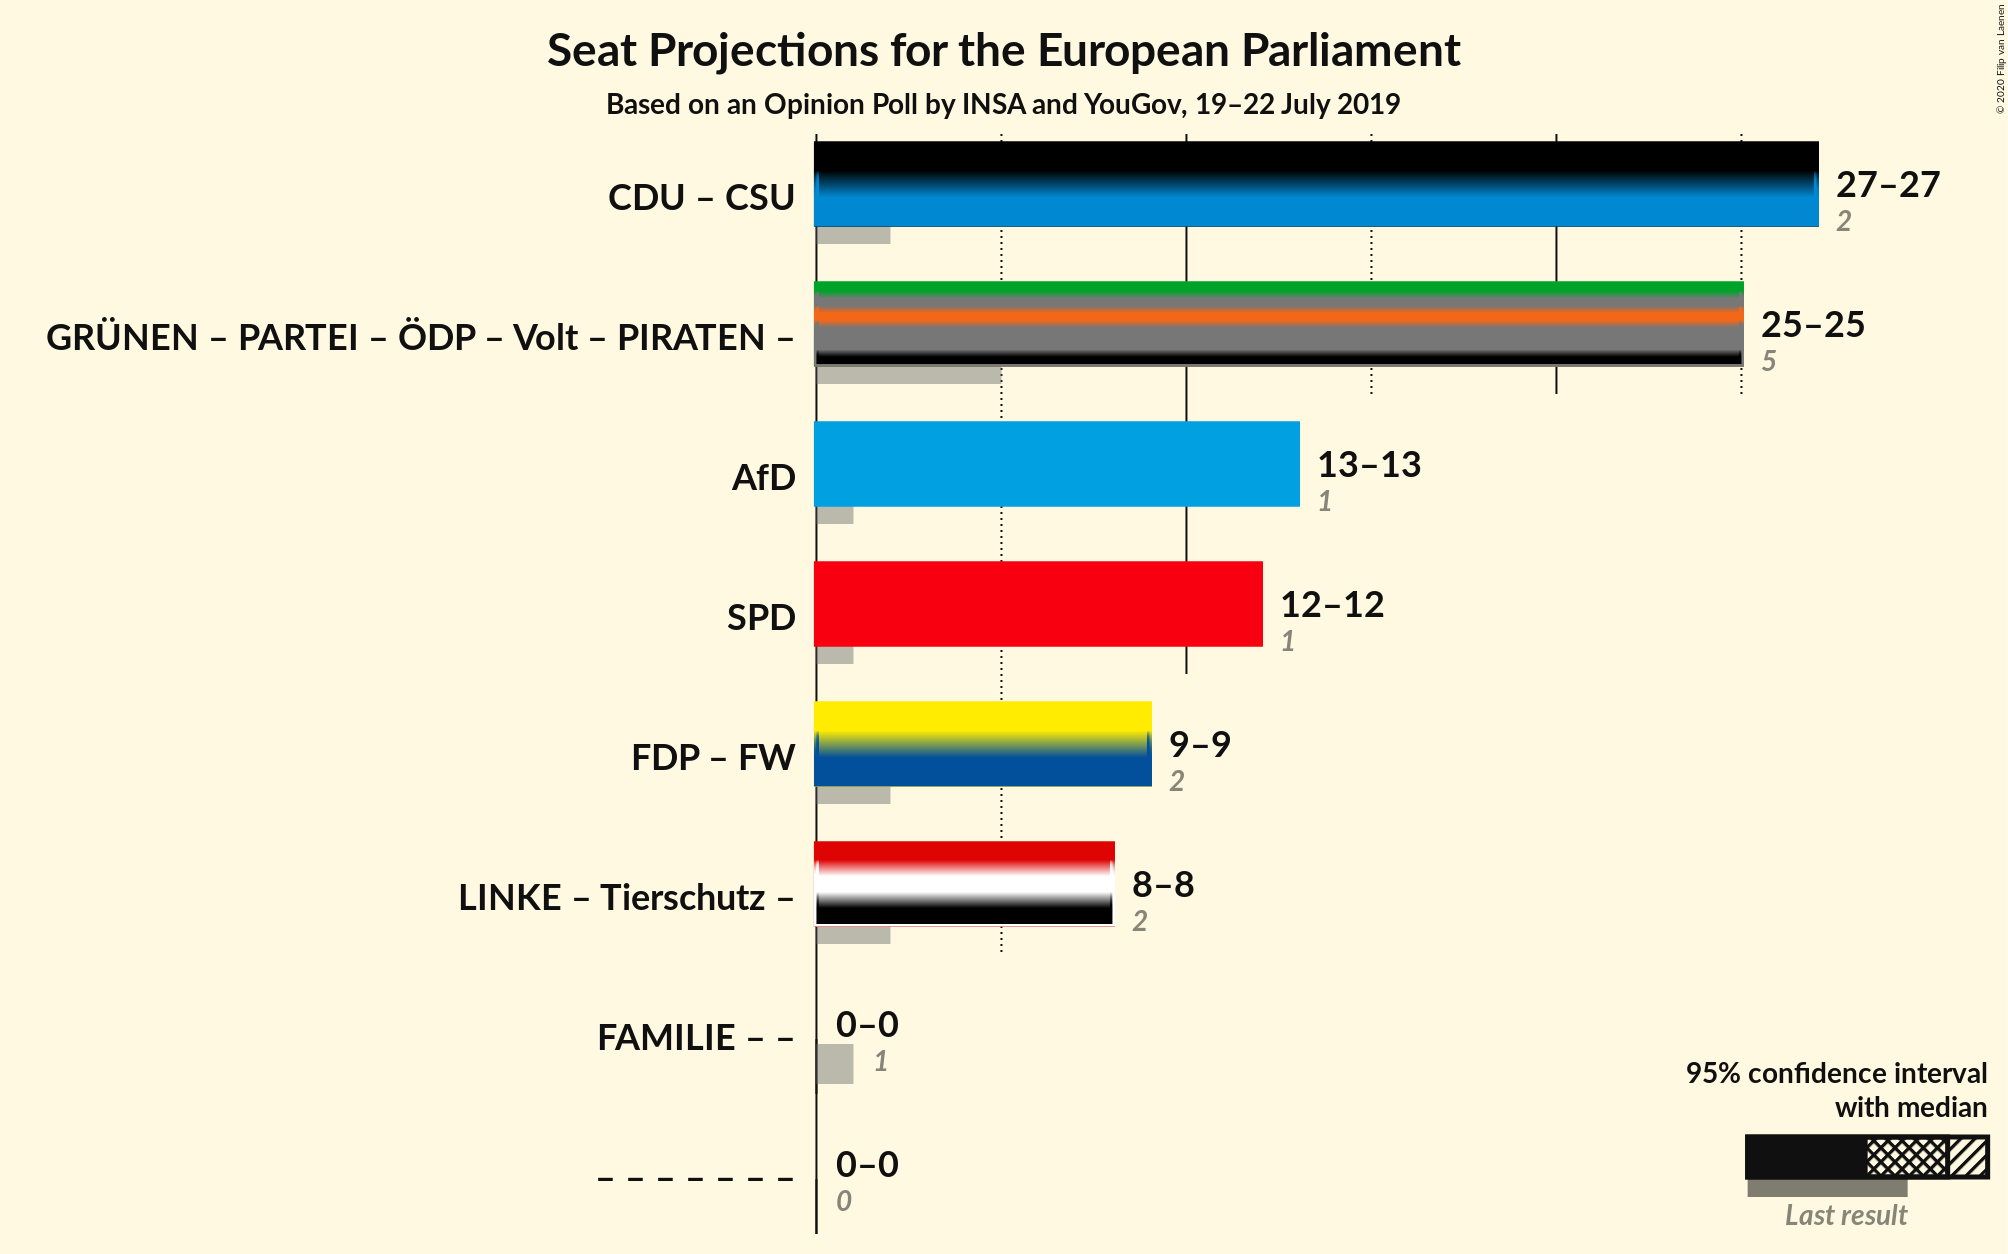 Seat Projections for the European Parliament
Based on an Opinion Poll by INSA and YouGov, 19–22 July 2019
© 2020 Filip van Laenen
CDU – CSU
27–27
2
GRÜNEN – PARTEI – ÖDP – Volt – PIRATEN –
25–25
5
AfD
13–13
1
SPD
12–12
1
FDP – FW
9–9
2
LINKE – Tierschutz –
8–8
2
FAMILIE – –
0–0
1
– – – – – – –
0–0
0
95% confidence interval
with median
Last result